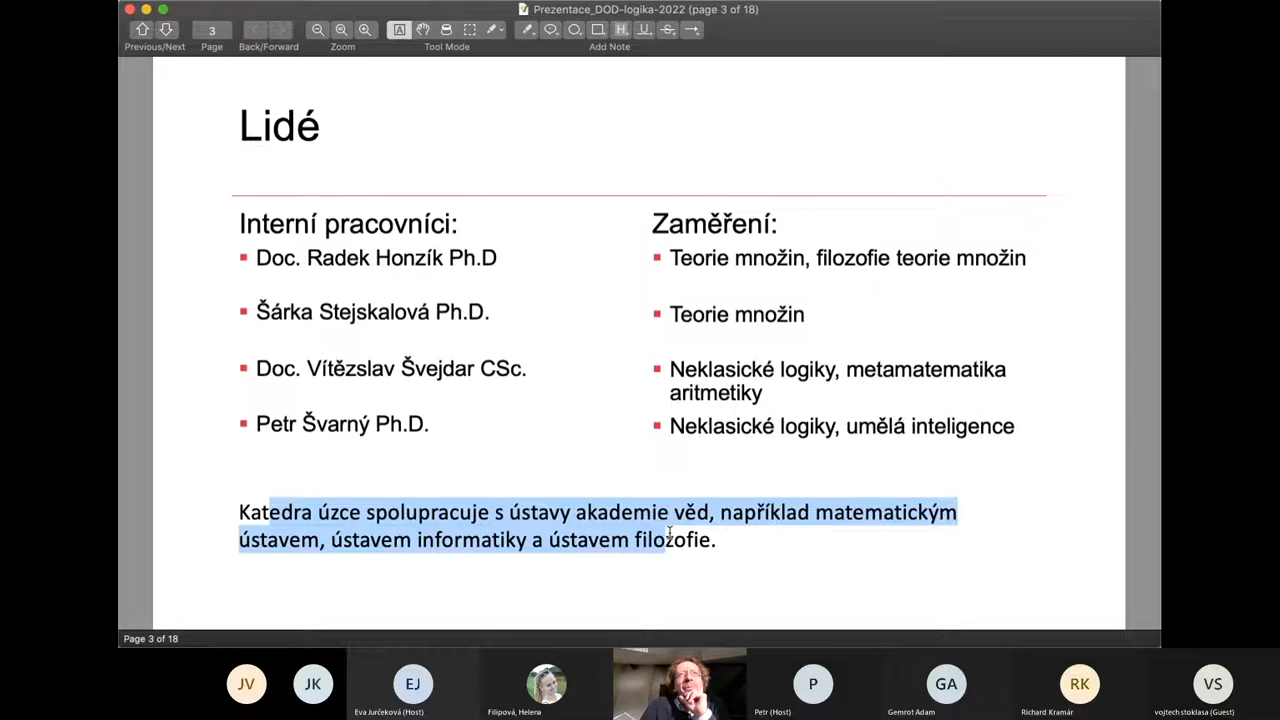 Prezentace_DOD-logika-2022 (page 3 of 18)
3
Previous/Next
Page
Back/Forward
Zoom
Tool Mode
Add Note
Lidé
Interní pracovníci:
Doc. Radek Honzík Ph.D
Šárka Stejskalová Ph.D.
Doc. Vítězslav Švejdar CSc.
Petr Švarný Ph.D.
Zaměření:
Teorie množin, filozofie teorie množin
Teorie množin
Neklasické logiky, metamatematika
aritmetiky
Neklasické logiky, umělá inteligence
Katedra úzce spolupracuje s ústavy akademie věd, například matematickým
ústavem, ústavem informatiky a ústavem filozofie.
Page 3 of 18
JV
JK
EJ
Eva Jurčeková (Host)
Filipová, Helena
P
Petr (Host)
GA
Gemrot Adam
RK
Richard Kramár
VS
vojtech stoklasa (Guest)